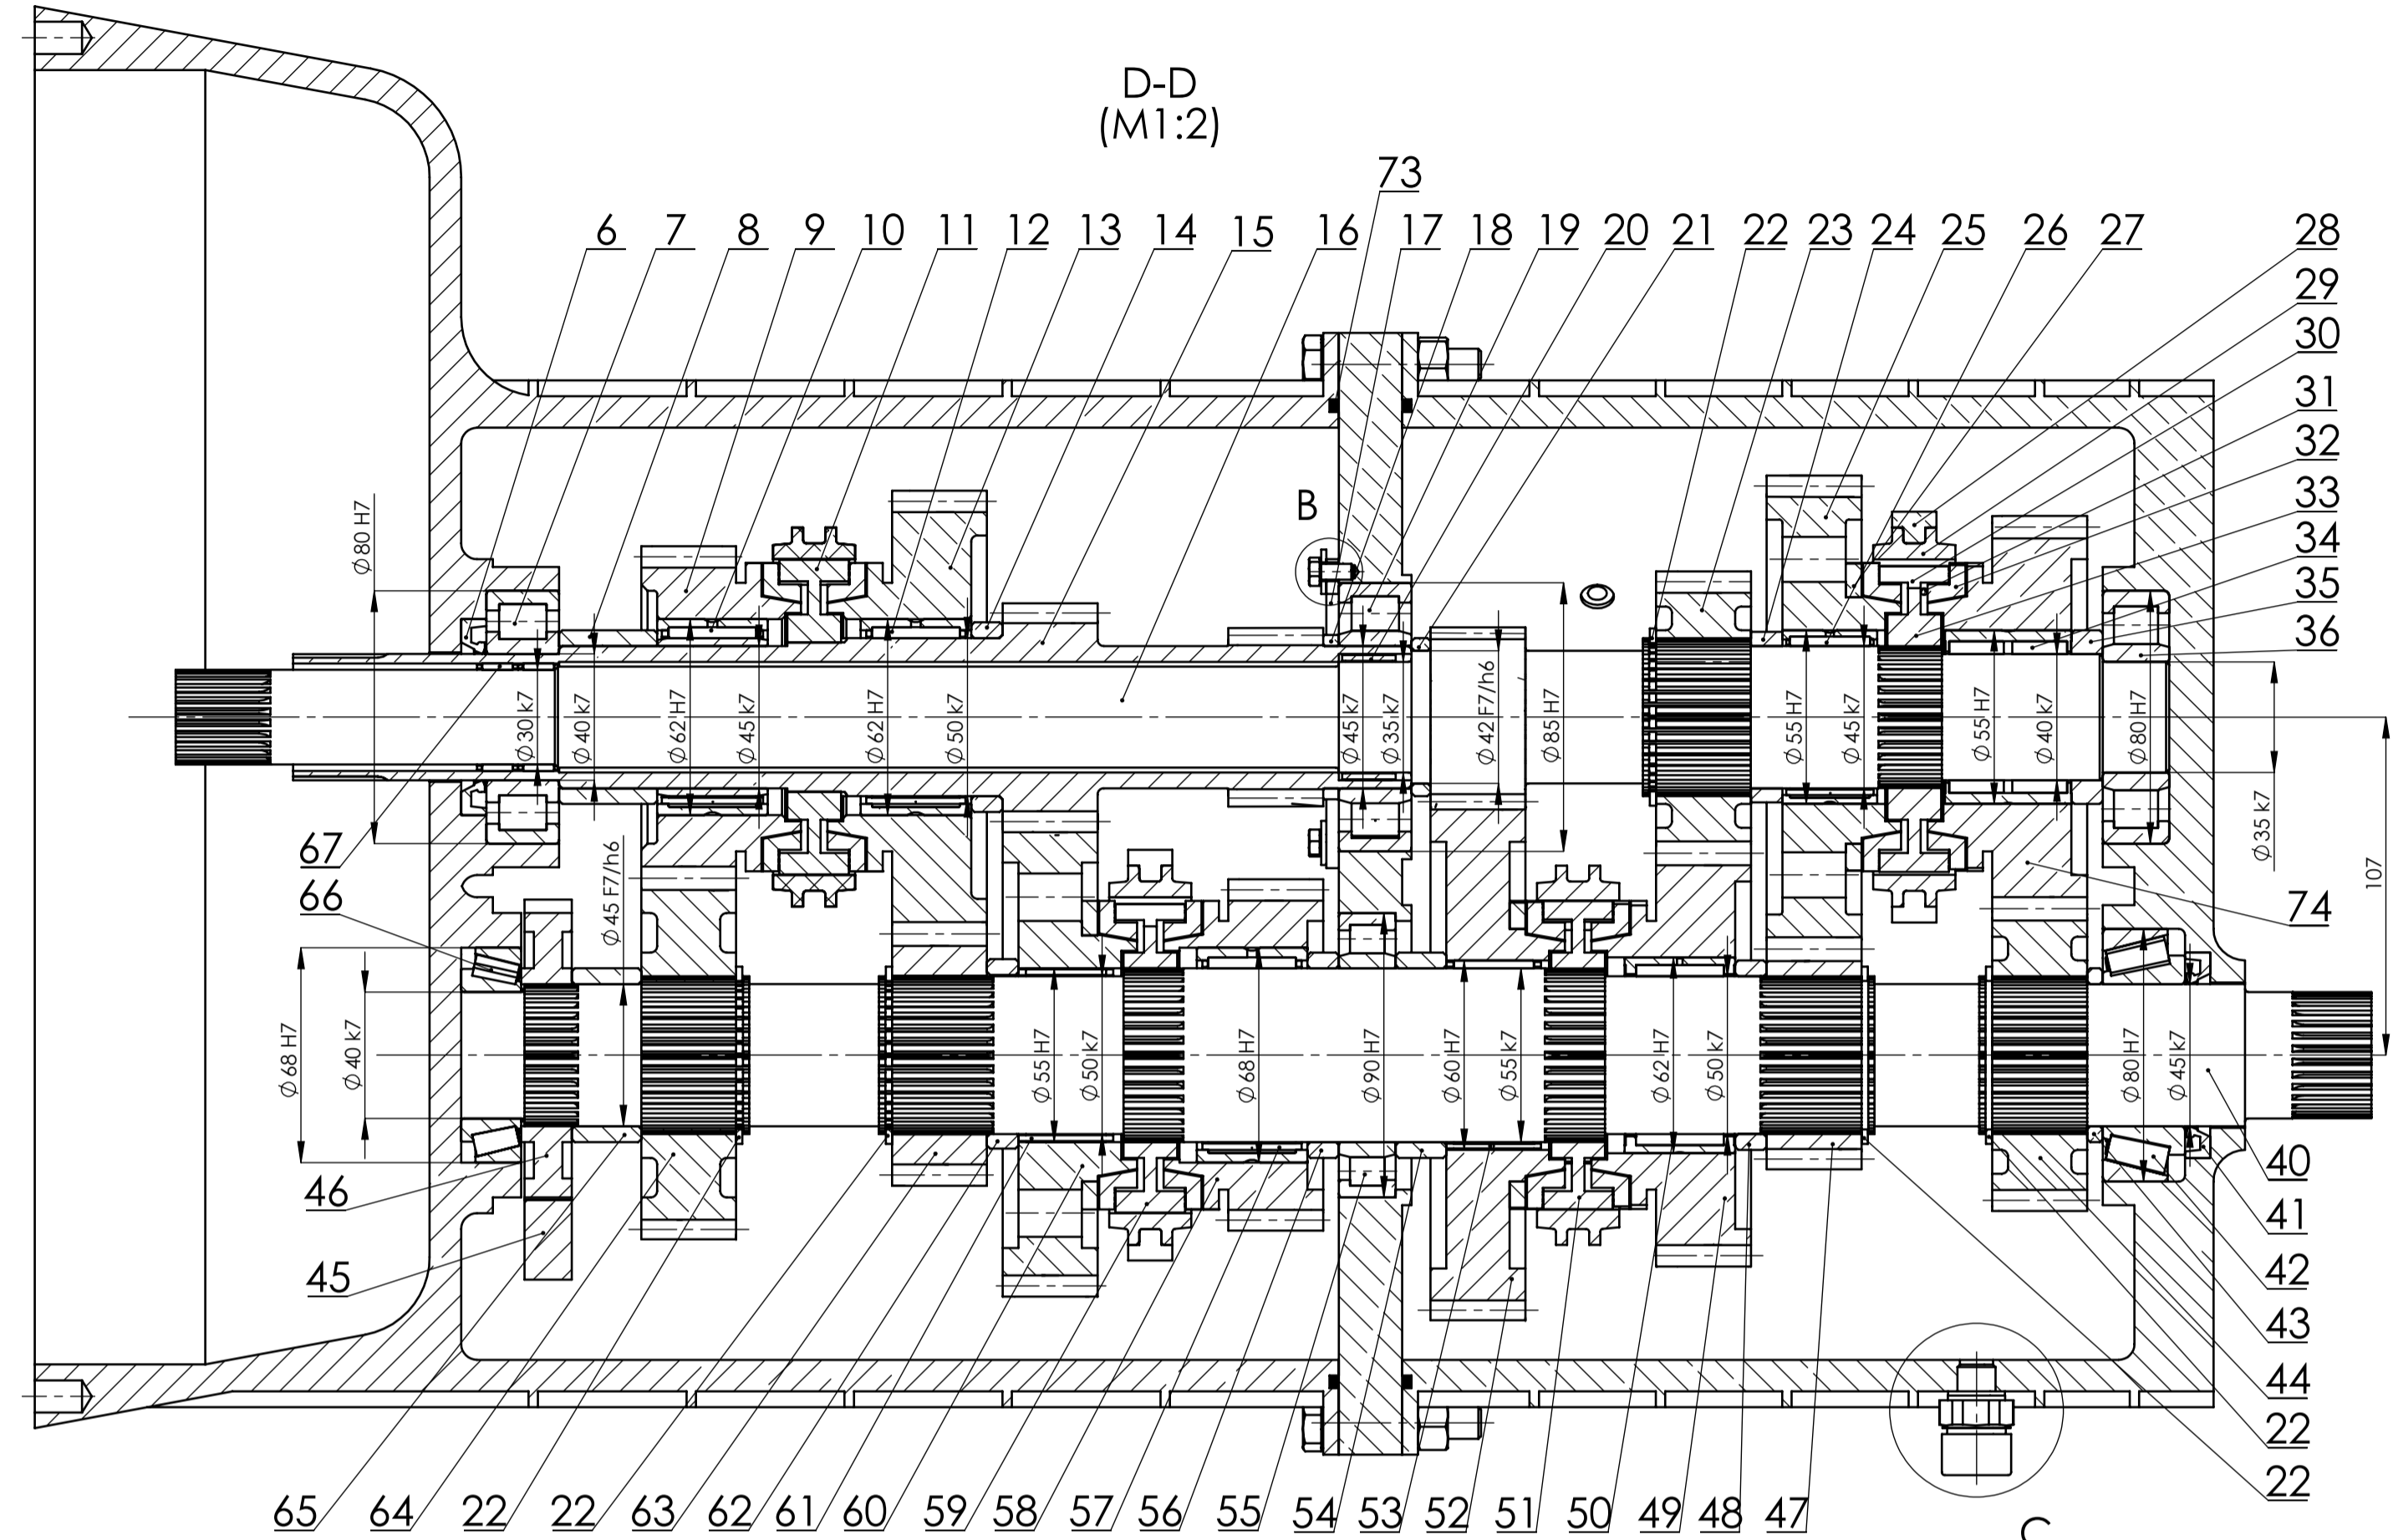 D-D
(M1:2)
73
6 7 8 9 10 11 12 13 14 15 16 17 18 19 20 21 22 23 24 25 26 27 28
29
30
31
32
33
34
35
36
B
Ø80 H7
Ø30 k7
Ø40 k7
Ø62 H7
Ø45 k7
Ø62 H7
Ø50 k7
Ø45 k7
Ø35 k7
Ø42 F7/h6
Ø85 H7
Ø55 H7
Ø45 k7
Ø55 H7
Ø40 k7
Ø80 H7
Ø35 k7
107
67
66
74
Ø45 F7/h6
Ø68 H7
Ø40 k7
Ø55 H7
Ø50 k7
Ø68 H7
Ø90 H7
Ø60 H7
Ø55 k7
Ø62 H7
Ø50 k7
Ø80 H7
Ø45 k7
46
45
40
41
42
43
44
22
22
65 64 22 22 63 62 61 60 59 58 57 56 55 54 53 52 51 50 49 48 47
C